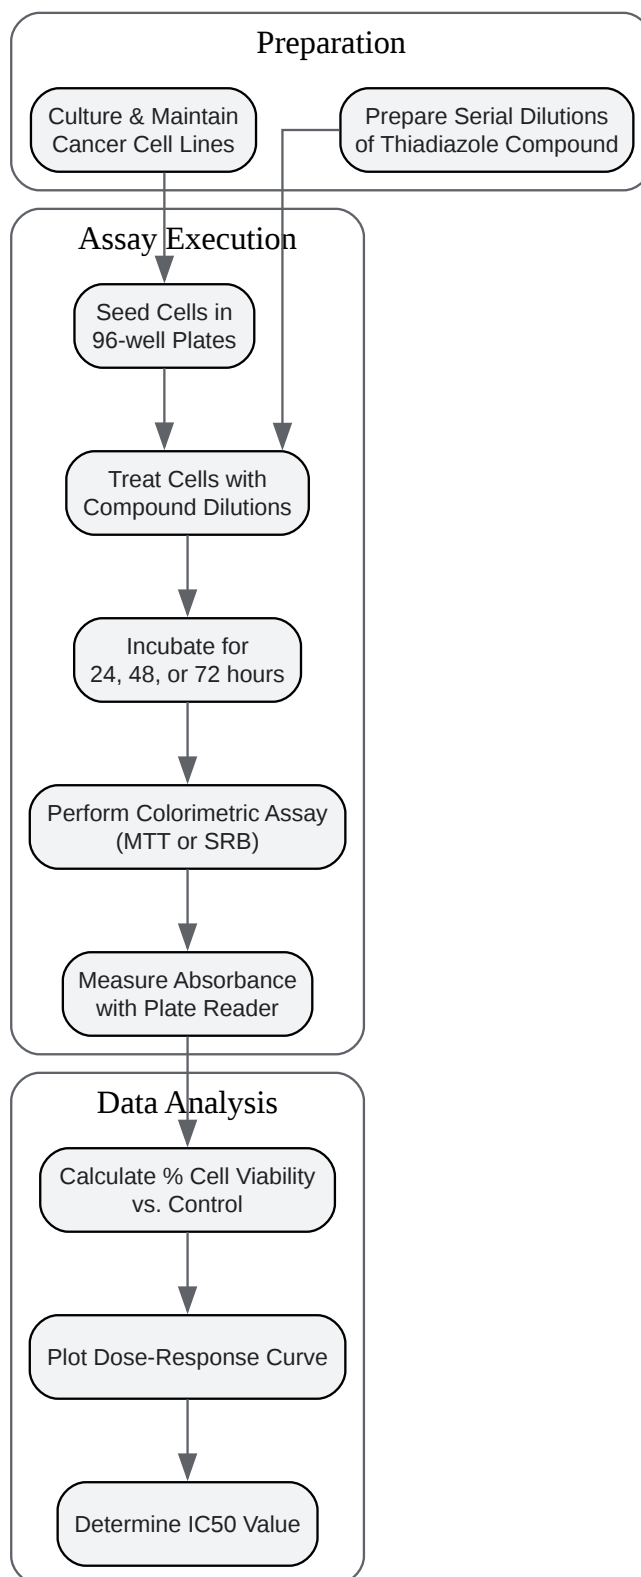 Preparation
Culture & Maintain
Cancer Cell Lines
Prepare Serial Dilutions
of Thiadiazole Compound
Assay Execution
Seed Cells in
96-well Plates
Treat Cells with
Compound Dilutions
Incubate for
24, 48, or 72 hours
Perform Colorimetric Assay
(MTT or SRB)
Measure Absorbance
with Plate Reader
Data Analysis
Calculate % Cell Viability
vs. Control
Plot Dose-Response Curve
Determine IC50 Value